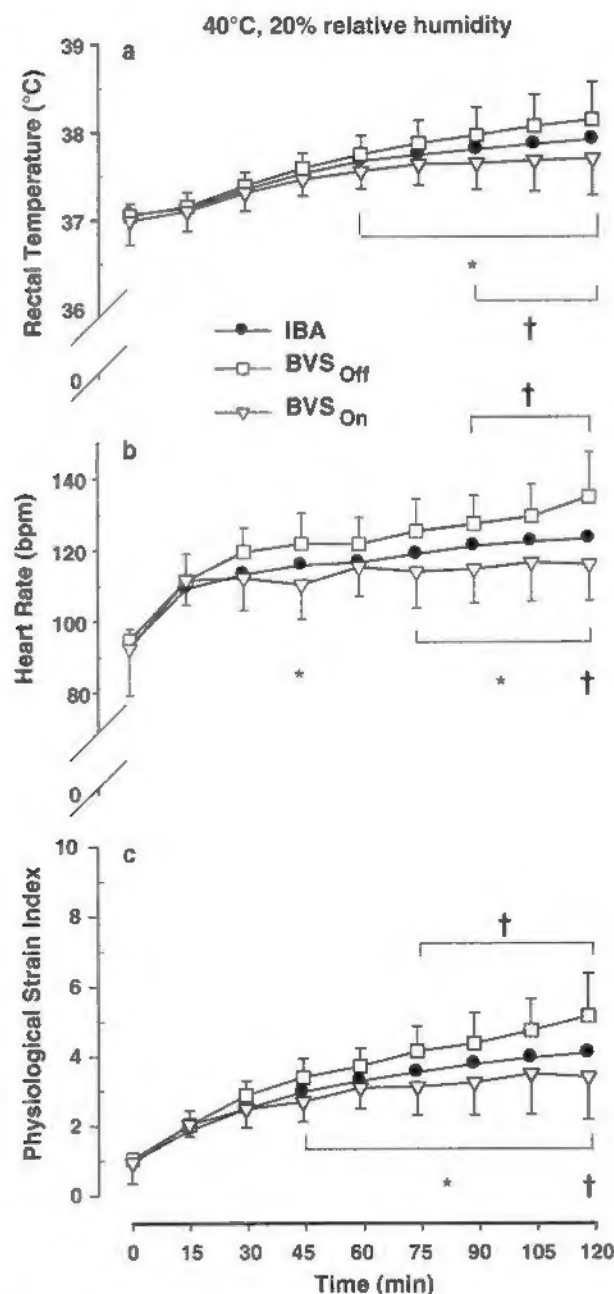 40°C, 20% relative humidity
a
Rectal Temperature (°C)
39
38
37
36
0
*
†
IBA
BVS Off
BVS On
b
Heart Rate (bpm)
140
120
100
80
0
†
* * †
c
Physiological Strain Index
10
8
6
4
2
0
†
* †
0 15 30 45 60 75 90 105 120
Time (min)